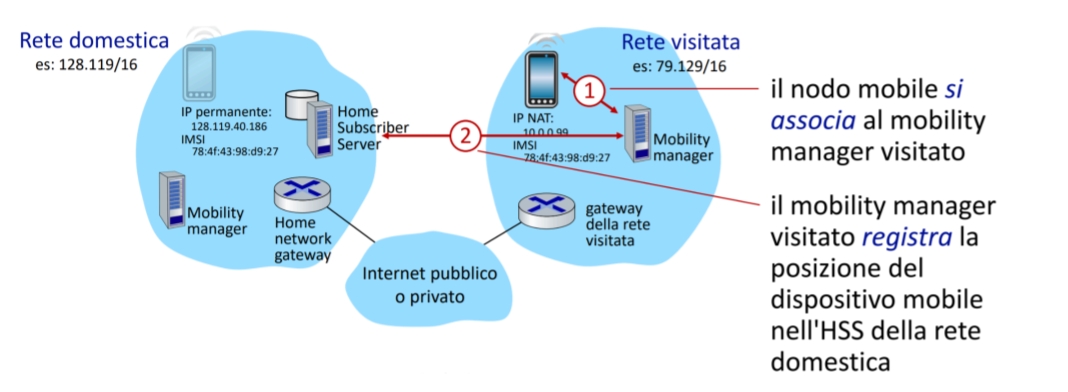 Rete domestica
es: 128.119/16
IP permanente:
128.119.40.186
IMSI
78:4f:43:98:d9:27
Home
Subscriber
Server
Mobility
manager
Home
network
gateway
Internet pubblico
o privato
Rete visitata
es: 79.129/16
1
2
IP NAT:
10.0.0.99
IMSI
78:4f:43:98:d9:27
Mobility
manager
gateway
della rete
visitata
il nodo mobile si
associa al mobility
manager visitato
il mobility manager
visitato registra la
posizione del
dispositivo mobile
nell'HSS della rete
domestica